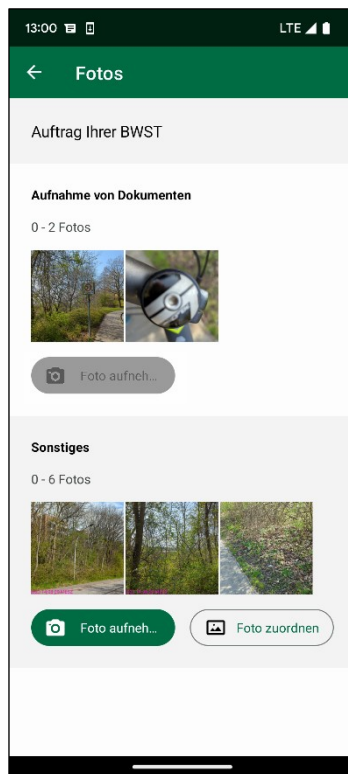 13:00
LTE
Fotos
Auftrag Ihrer BWST
Aufnahme von Dokumenten
0 - 2 Fotos
Foto aufneh...
Sonstiges
0 - 6 Fotos
Foto aufneh...
Foto zuordnen